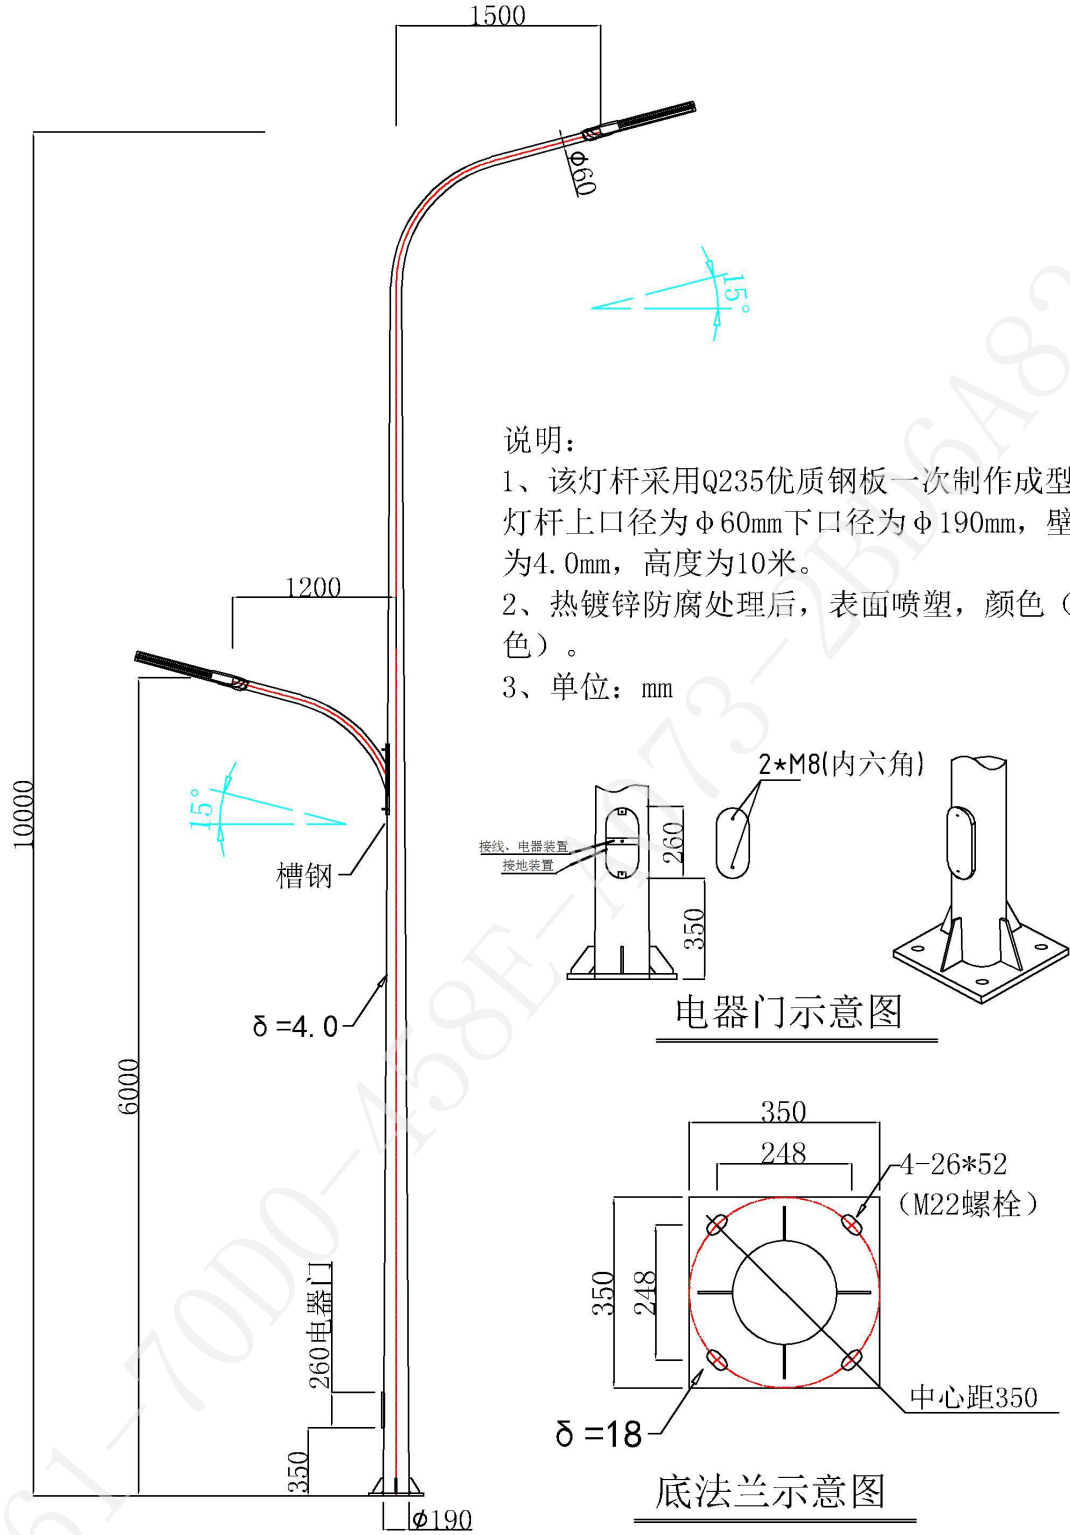 1500
Φ60
15°
说明：
1、该灯杆采用Q235优质钢板一次制作成型
灯杆上口径为φ60mm下口径为φ190mm，壁
为4.0mm，高度为10米。
2、热镀锌防腐处理后，表面喷塑，颜色（
色）。
3、单位：mm
1200
10000
15°
槽钢
δ=4.0
6000
260电器门
350
Φ190
2*M8(内六角)
接线、电器装置
接地装置
260
350
电器门示意图
350
248
4-26*52
（M22螺栓）
350
248
中心距350
δ=18
底法兰示意图
61-70D0-458E-A073-2BD6A82